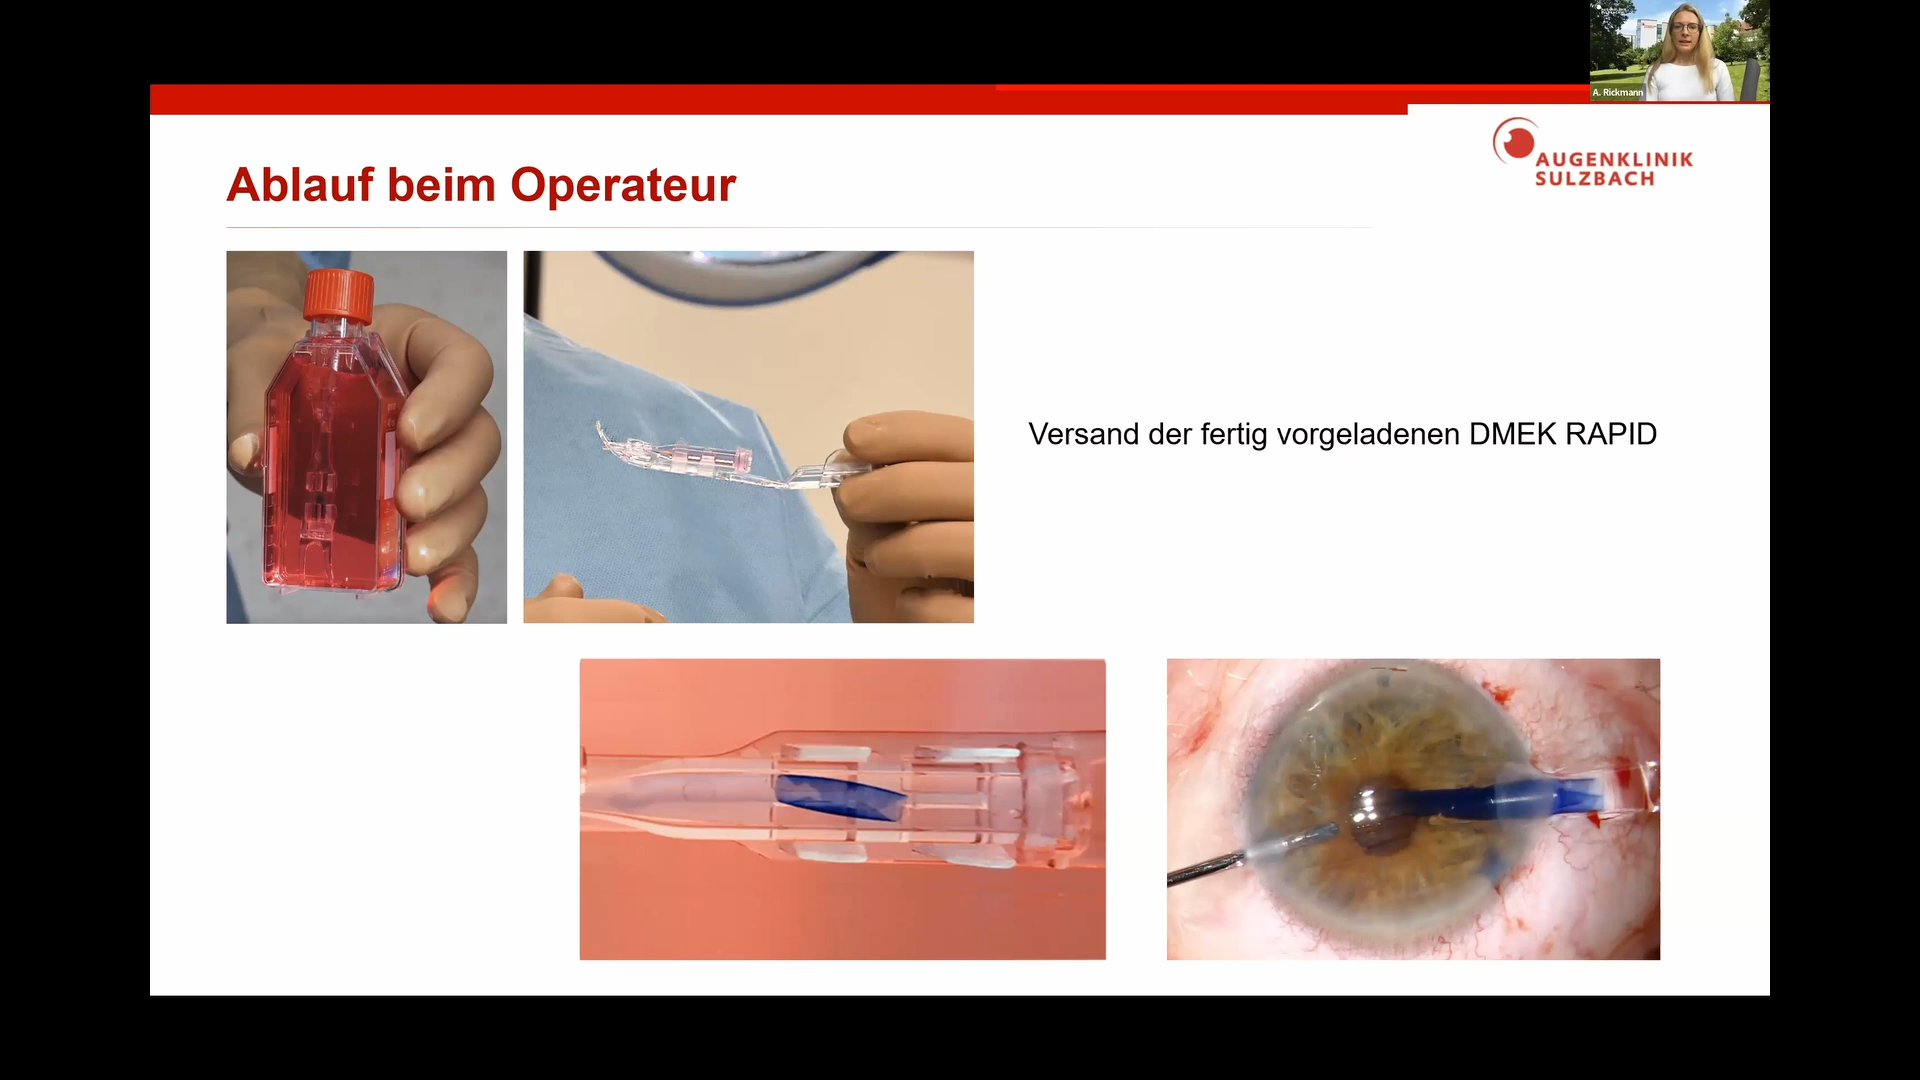 A. Rickmann
AUGENKLINIK
SULZBACH
Ablauf beim Operateur
Versand der fertig vorgeladenen DMEK RAPID